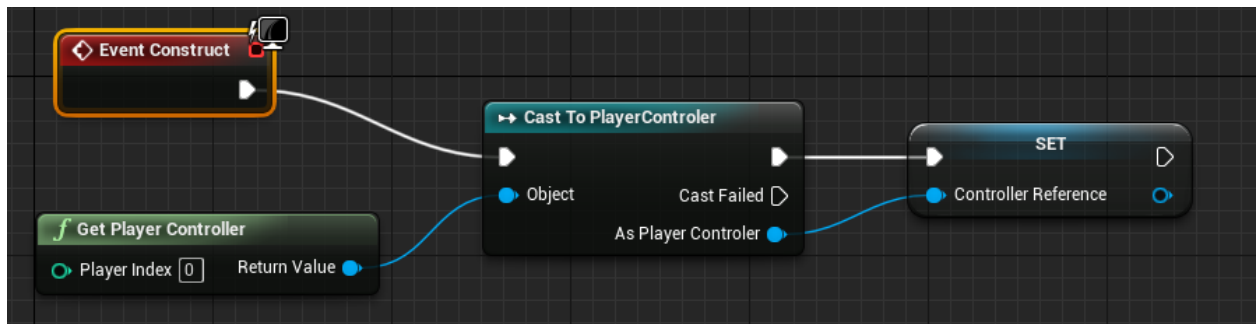 Event Construct
Cast To PlayerControler
SET
Object
Cast Failed
Controller Reference
As Player Controler
Get Player Controller
Player Index 0
Return Value